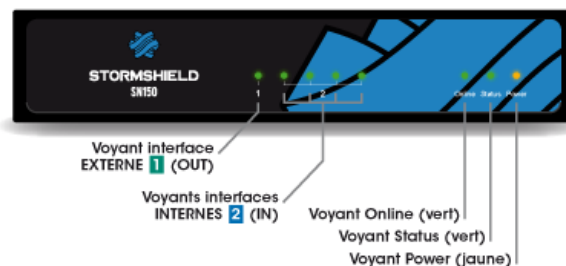 STORMSHIELD
SN150
1
2
Online Status Power
Voyant interface
EXTERNE 1 (OUT)
Voyants interfaces
INTERNES 2 (IN)
Voyant Online (vert)
Voyant Status (vert)
Voyant Power (jaune)